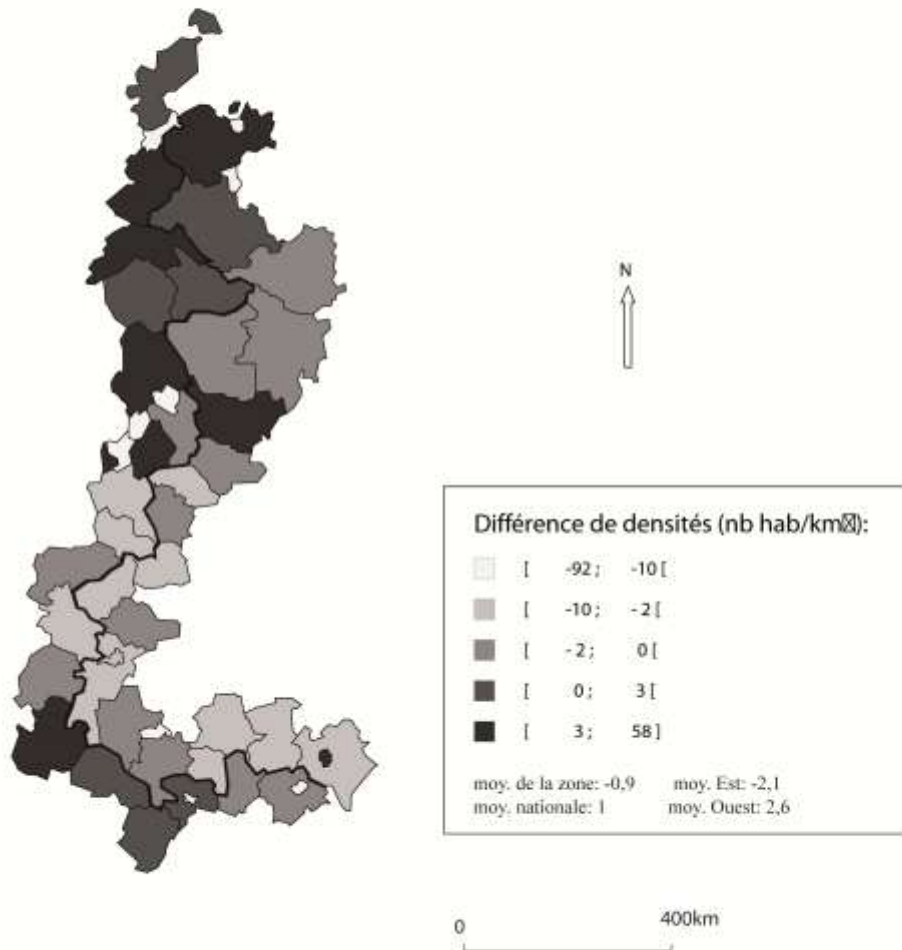 N
Différence de densités (nb hab/km☒):
[ -92 ; -10 [
[ -10 ; - 2 [
[ - 2 ; 0 [
[ 0 ; 3 [
[ 3 ; 58 ]
moy. de la zone: -0,9 moy. Est: -2,1
moy. nationale: 1 moy. Ouest: 2,6
0 400km